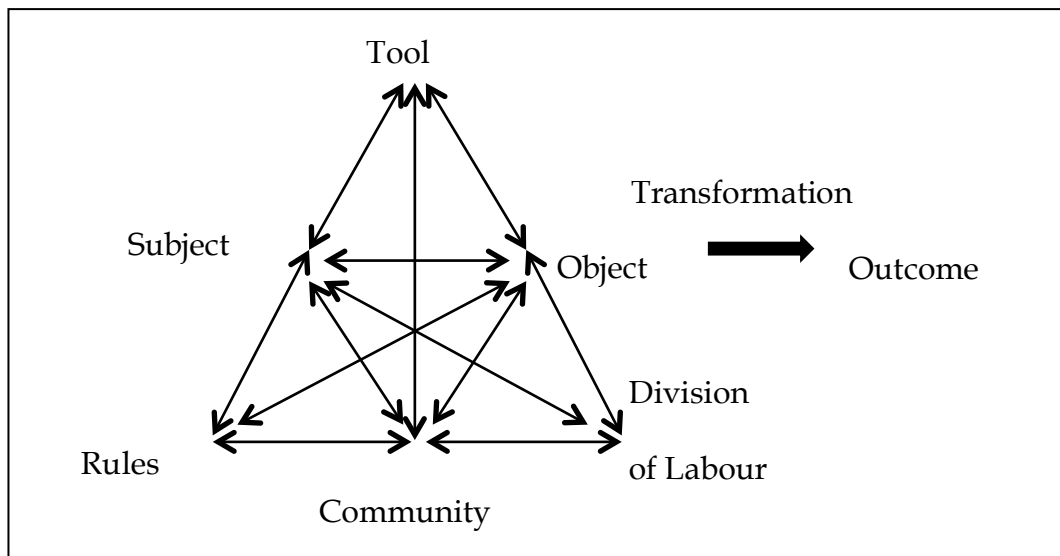 Tool
Transformation
Subject
Object
Outcome
Division
of Labour
Rules
Community